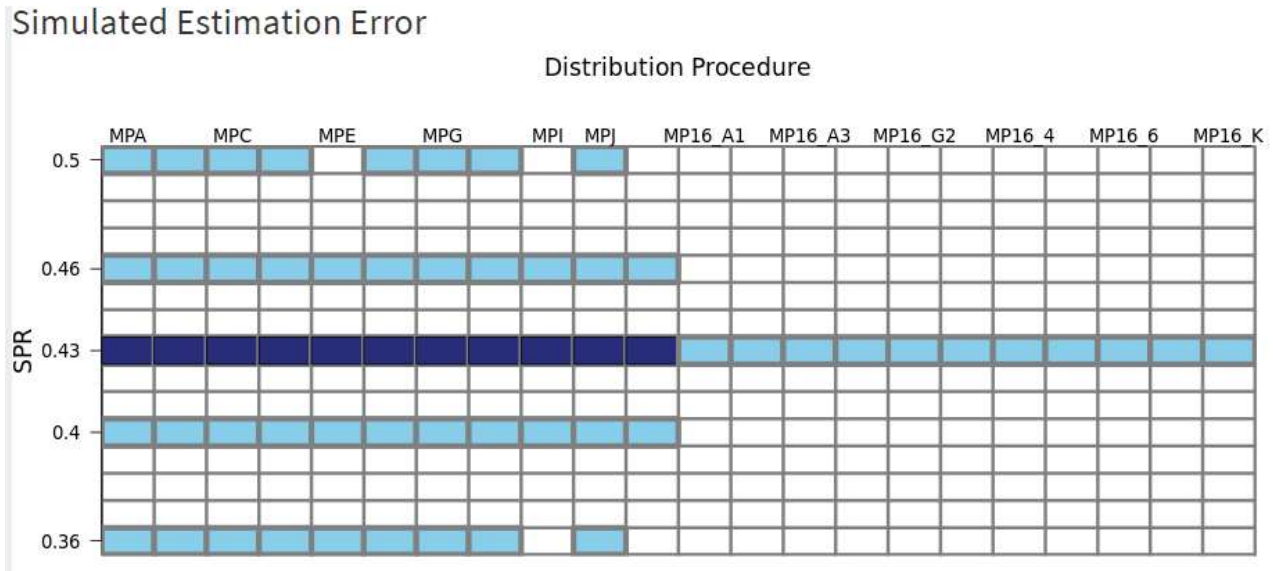 Simulated Estimation Error
Distribution Procedure
MPA MPC MPE MPG MPI MPJ MP16_A1 MP16_A3 MP16_G2 MP16_4 MP16_6 MP16_K
0.5
0.46
SPR
0.43
0.4
0.36